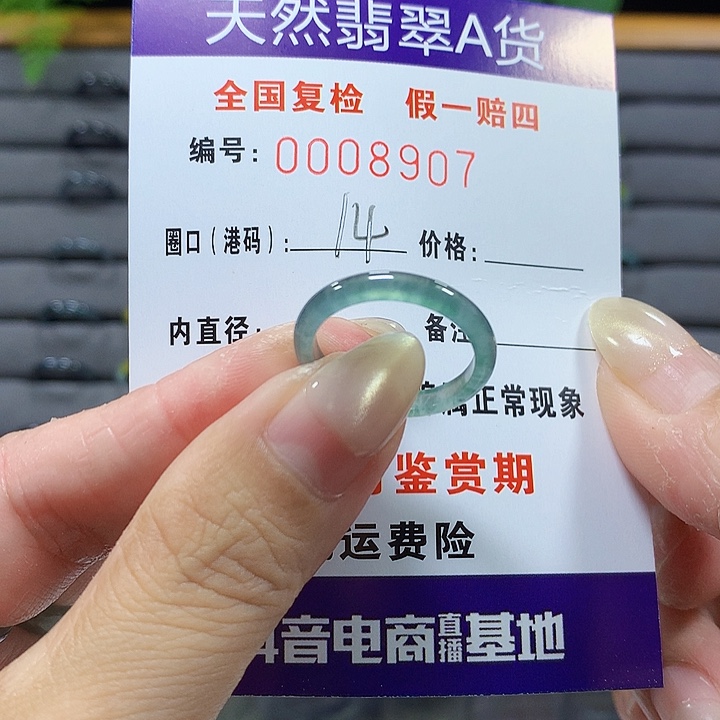 天然翡翠A货
全国复检 假一赔四
编号: 0008907
圈口(港码): 14 价格:
内直径: 备注
属正常现象
鉴赏期
运费险
抖音电商直播基地